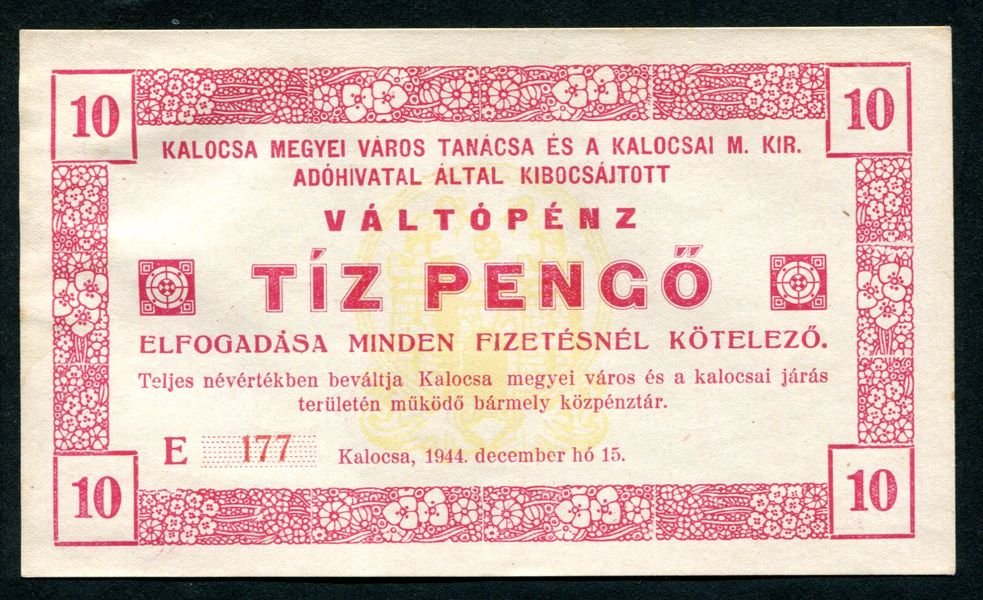 10 10
KALOCSA MEGYEI VÁROS TANÁCSA ÉS A KALOCSAI M. KIR.
ADÓHIVATAL ÁLTAL KIBOCSÁJTOTT
VÁLTÓPÉNZ
TÍZ PENGŐ
ELFOGADÁSA MINDEN FIZETÉSNÉL KÖTELEZŐ.
Teljes névértékben beváltja Kalocsa megyei város és a kalocsai járás
területén működő bármely közpénztár.
E 177 Kalocsa, 1944. december hó 15.
10 10